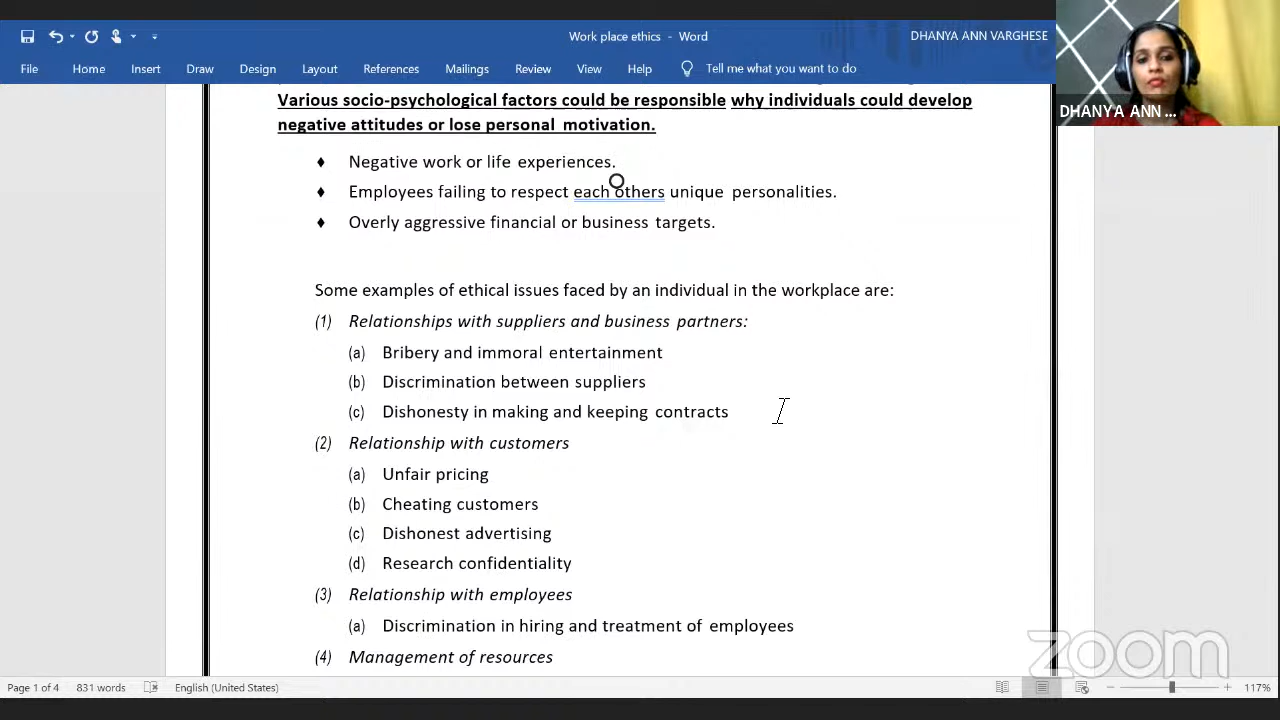 Work place ethics - Word
DHANYA ANN VARGHESE
File Home Insert Draw Design Layout References Mailings Review View Help Tell me what you want to do
DHANYA ANN ...
Various socio-psychological factors could be responsible why individuals could develop
negative attitudes or lose personal motivation.
♦ Negative work or life experiences.
♦ Employees failing to respect each others unique personalities.
♦ Overly aggressive financial or business targets.
Some examples of ethical issues faced by an individual in the workplace are:
(1) Relationships with suppliers and business partners:
(a) Bribery and immoral entertainment
(b) Discrimination between suppliers
(c) Dishonesty in making and keeping contracts
(2) Relationship with customers
(a) Unfair pricing
(b) Cheating customers
(c) Dishonest advertising
(d) Research confidentiality
(3) Relationship with employees
(a) Discrimination in hiring and treatment of employees
(4) Management of resources
zoom
Page 1 of 4 831 words English (United States) 117%